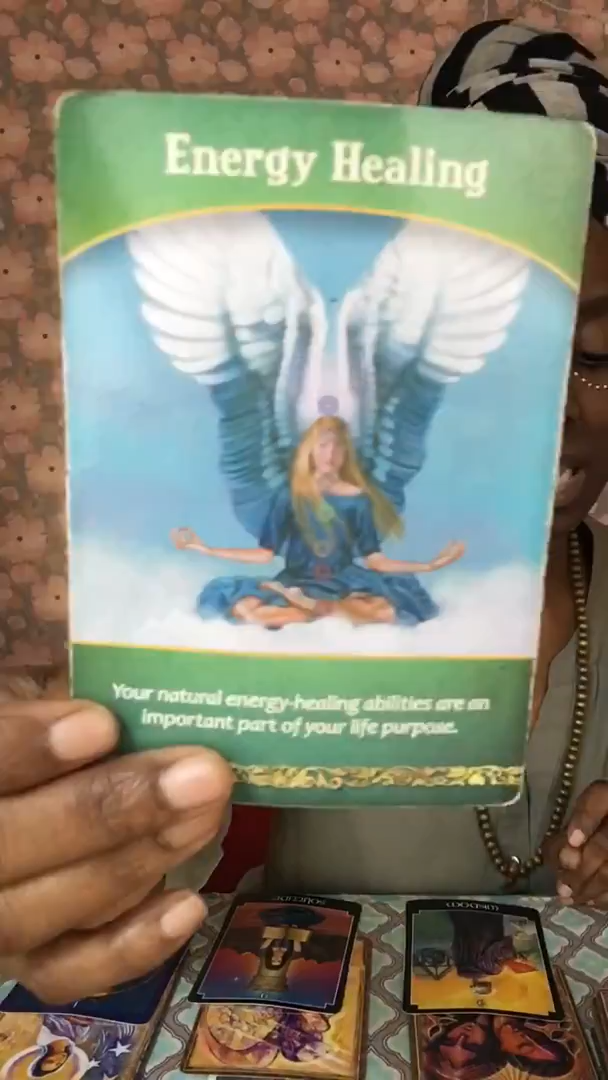 Energy Healing
Your natural energy-healing abilities are an
important part of your life purpose.